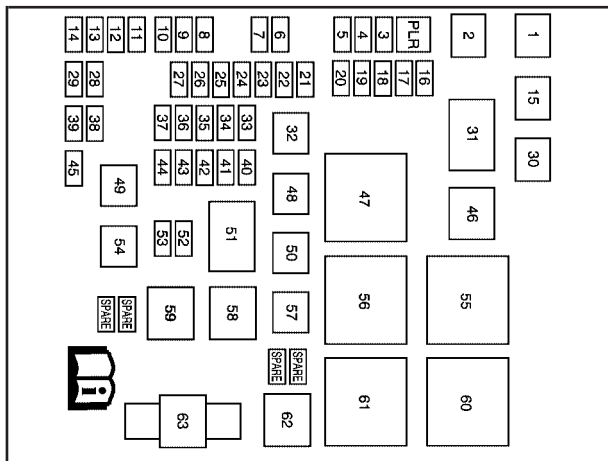 14 13 12 11 10 9 8 7 6 5 4 3 PLR 2 1
29 28 27 26 25 24 23 22 21 20 19 18 17 16 15
39 38 37 36 35 34 33 32 31 30
45 44 43 42 41 40
49 48 47 46
54 53 52 51 50
SPARE SPARE 59 58 57 56 55
SPARE SPARE
i
63 62 61 60